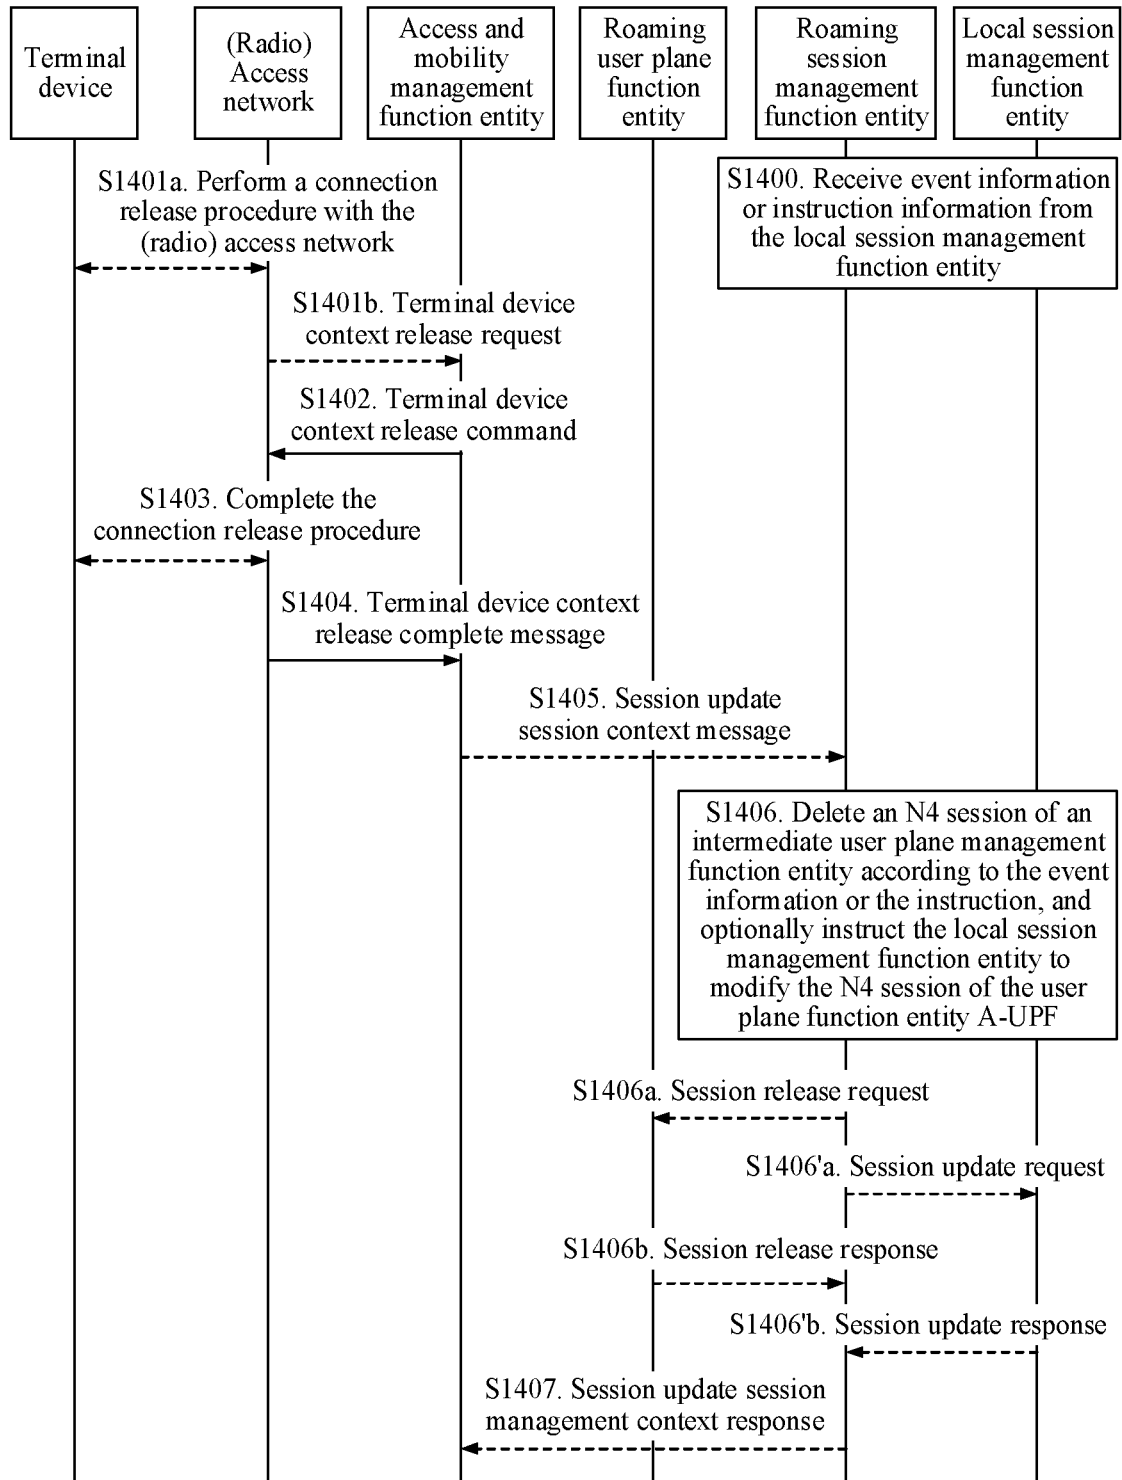 Terminal
device
(Radio)
Access
network
Access and
mobility
management
function entity
Roaming
user plane
function
entity
Roaming
session
management
function entity
Local session
management
function
entity
S1400. Receive event information
or instruction information from
the local session management
function entity
S1401a. Perform a connection
release procedure with the
(radio) access network
S1401b. Terminal device
context release request
S1402. Terminal device
context release command
S1403. Complete the
connection release procedure
S1404. Terminal device context
release complete message
S1405. Session update
session context message
S1406. Delete an N4 session of an
intermediate user plane management
function entity according to the event
information or the instruction, and
optionally instruct the local session
management function entity to
modify the N4 session of the user
plane function entity A-UPF
S1406a. Session release request
S1406'a. Session update request
S1406b. Session release response
S1406'b. Session update response
S1407. Session update session
management context response